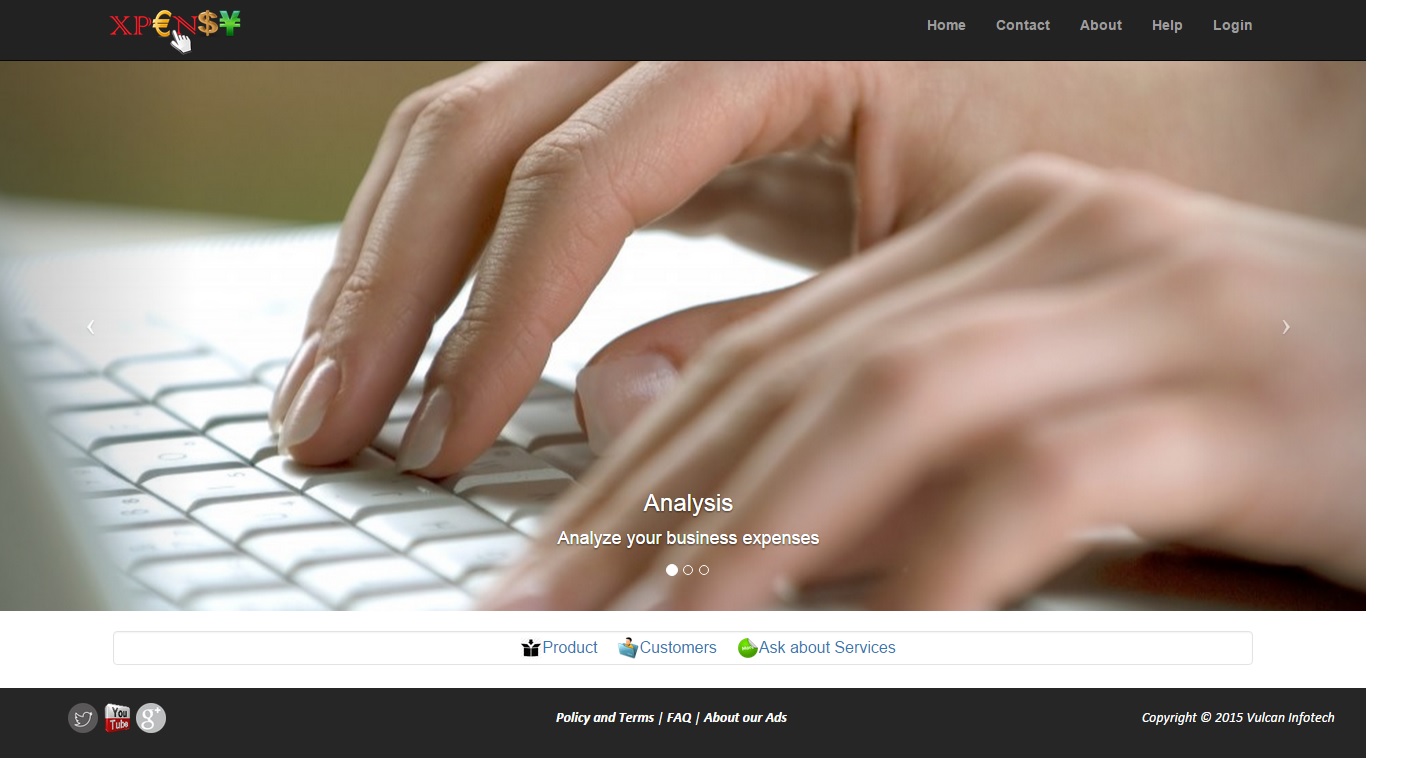 XP€N$¥
Home Contact About Help Login
Analysis
Analyze your business expenses
Product Customers Ask about Services
You Tube g+
Policy and Terms | FAQ | About our Ads
Copyright © 2015 Vulcan Infotech